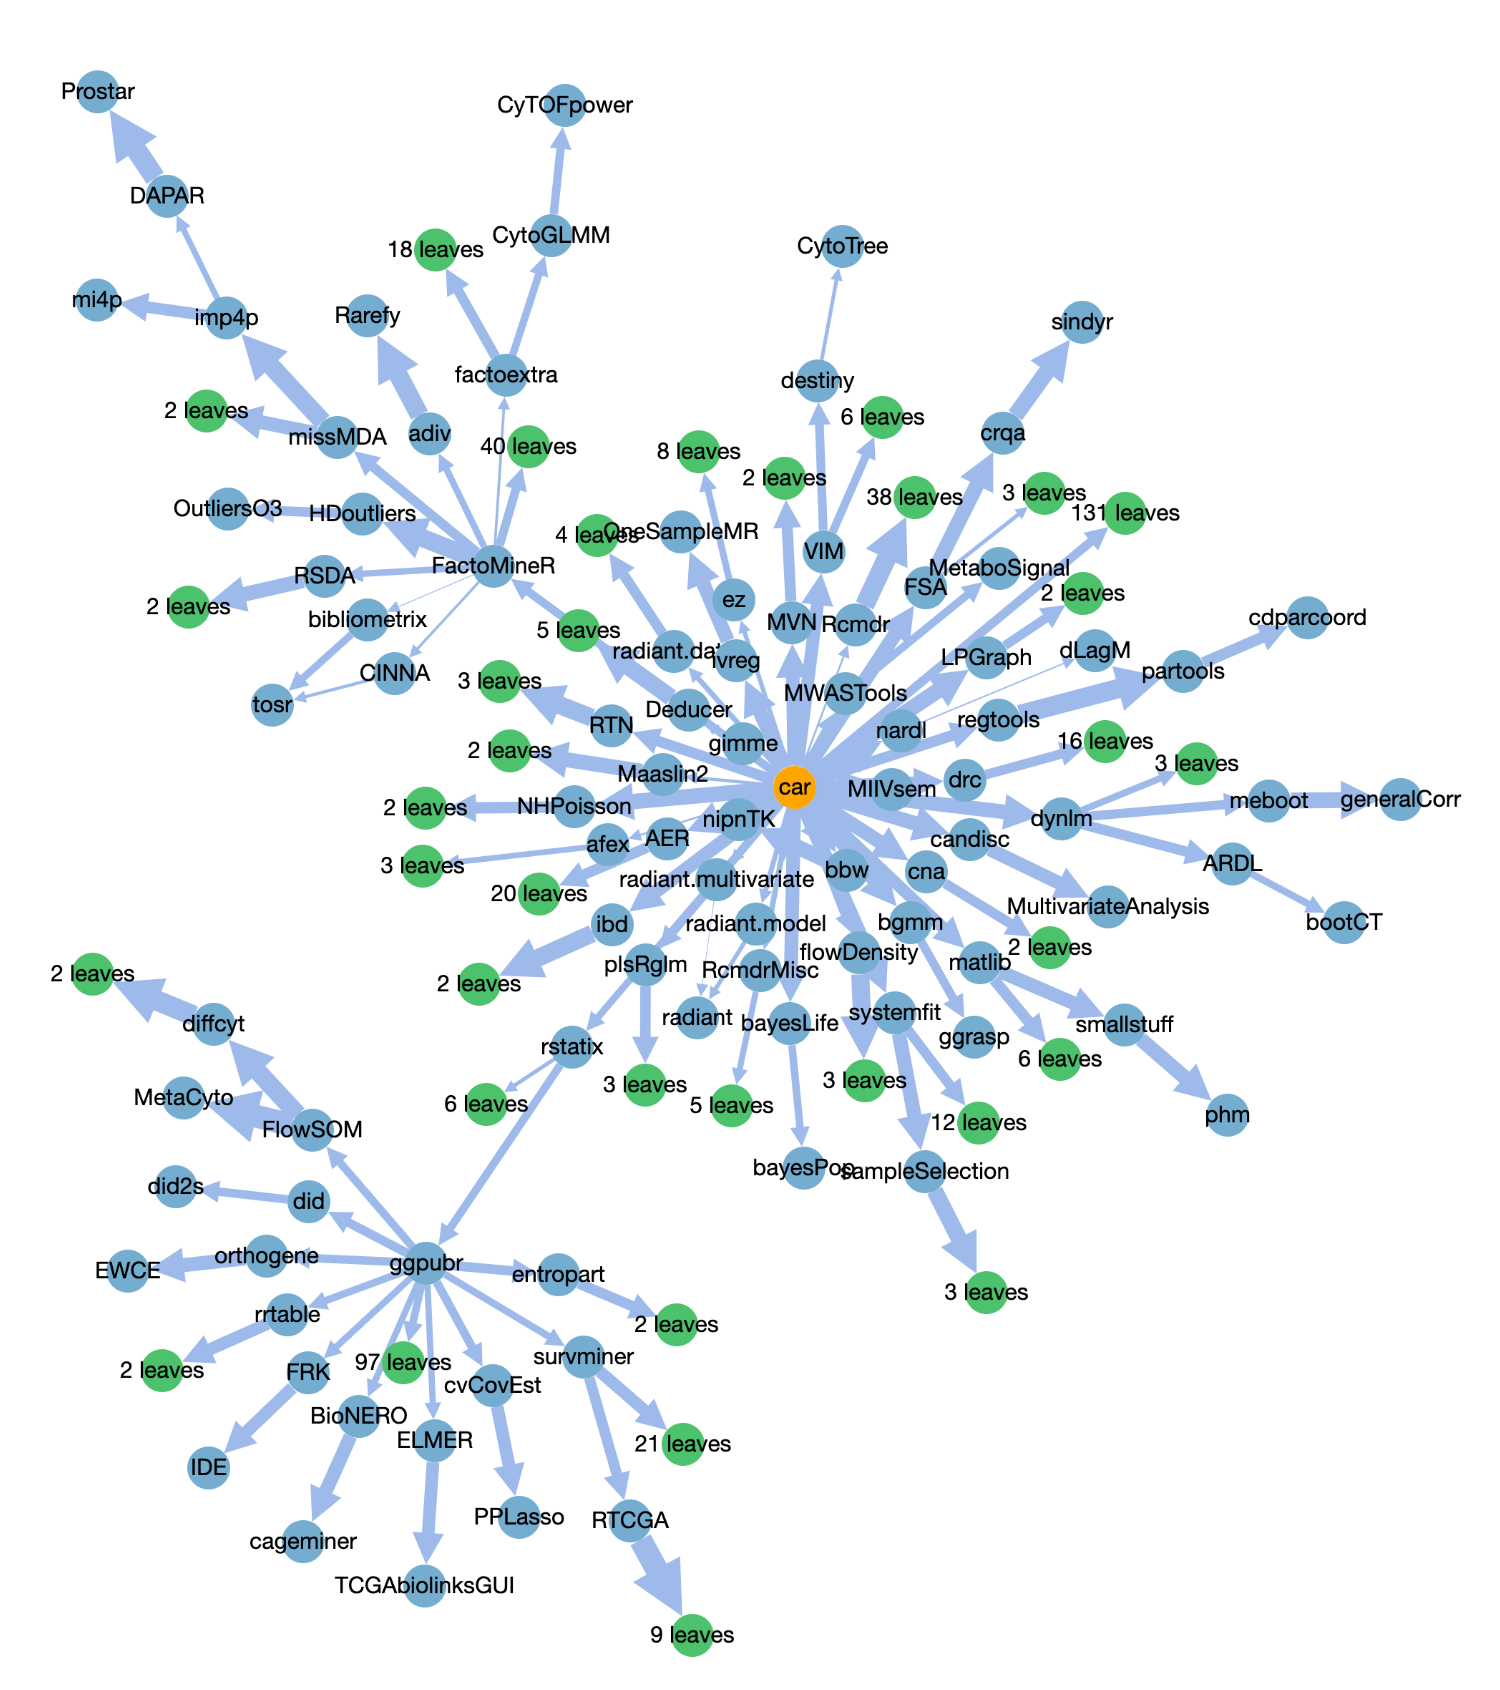 Prostar
CyTOFpower
DAPAR
CytoGLMM
18 leaves
CytoTree
mi4p
imp4p
Rarefy
sindyr
factoextra
destiny
2 leaves
missMDA
adiv
40 leaves
6 leaves
crqa
8 leaves
2 leaves
38 leaves
3 leaves
OutliersO3
HDoutliers
131 leaves
4 leaves
OneSampleMR
VIM
FactoMineR
MetaboSignal
RSDA
FSA
2 leaves
2 leaves
ez
bibliometrix
MVN
Rcmdr
cdparcoord
5 leaves
radiant.dat
ivreg
LPGraph
dLagM
CINNA
3 leaves
MWASTools
partools
tosr
Deducer
RTN
gimme
nardl
regtools
2 leaves
16 leaves
Maaslin2
3 leaves
car
MIIVsem
drc
2 leaves
NHPoisson
meboot
generalCorr
nipnTK
dynlm
afex
AER
candisc
3 leaves
radiant.multivariate
bbw
cna
ARDL
20 leaves
MultivariateAnalysis
ibd
radiant.model
bgmm
bootCT
2 leaves
flowDensity
matlib
2 leaves
plsRglm
RcmdrMisc
2 leaves
diffcyt
radiant
bayesLife
systemfit
ggrasp
smallstuff
rstatix
6 leaves
3 leaves
3 leaves
MetaCyto
6 leaves
5 leaves
phm
FlowSOM
12 leaves
bayesPop
sampleSelection
did2s
did
orthogene
ggpubr
EWCE
entropart
3 leaves
rrtable
2 leaves
2 leaves
FRK
97 leaves
survminer
cvCovEst
BioNERO
ELMER
21 leaves
IDE
PPLasso
RTCGA
cageminer
TCGAbiolinksGUI
9 leaves